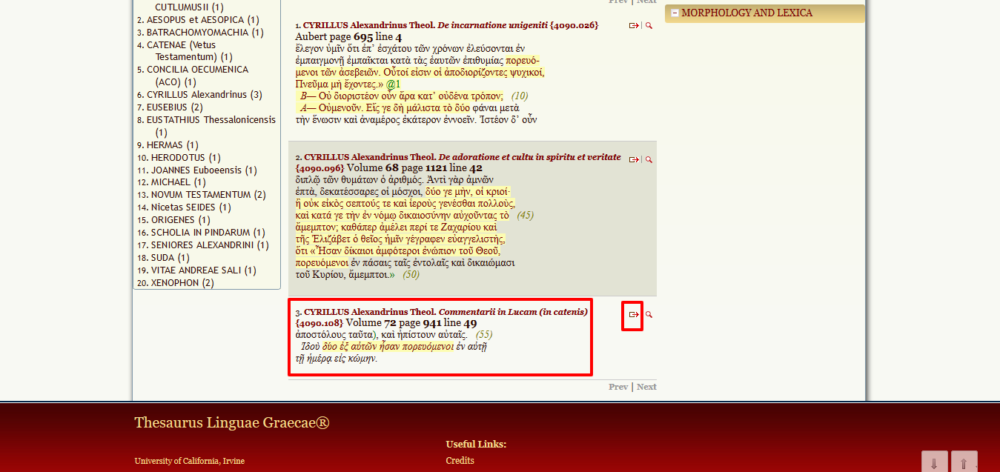 CUTLUMUSII (1)
2. AESOPUS et AESOPICA (1)
3. BATRACHOMYOMACHIA (1)
4. CATENAE (Vetus
Testamentum) (1)
5. CONCILIA OECUMENICA
(ACO) (1)
6. CYRILLUS Alexandrinus (3)
7. EUSEBIUS (2)
8. EUSTATHIUS Thessalonicensis
(1)
9. HERMAS (1)
10. HERODOTUS (1)
11. JOANNES Euboeensis (1)
12. MICHAEL (1)
13. NOVUM TESTAMENTUM (2)
14. Nicetas SEIDES (1)
15. ORIGENES (1)
16. SCHOLIA IN PINDARUM (1)
17. SENIORES ALEXANDRINI (1)
18. SUDA (1)
19. VITAE ANDREAE SALI (1)
20. XENOPHON (2)
Prev | Next
1. CYRILLUS Alexandrinus Theol. De incarnatione unigeniti {4090.026}
Aubert page 695 line 4
ἔλεγον ὑμῖν ὅτι ἐπ’ ἐσχάτου τῶν χρόνων ἐλεύσονται ἐν
ἐμπαιγμονῇ ἐμπαῖκται κατὰ τὰς ἑαυτῶν ἐπιθυμίας πορευό-
μενοι τῶν ἀσεβειῶν. Οὗτοί εἰσιν οἱ ἀποδιορίζοντες ψυχικοί,
Πνεῦμα μὴ ἔχοντες.» @1
B— Οὐ διοριστέον οὖν ἄρα κατ’ οὐδένα τρόπον; (10)
A— Οὐμενοῦν. Εἴς γε δὴ μάλιστα τὸ δύο φάναι μετὰ
τὴν ἕνωσιν καὶ ἀναμέρος ἑκάτερον ἐννοεῖν. Ἰστέον δ’ οὖν
2. CYRILLUS Alexandrinus Theol. De adoratione et cultu in spiritu et veritate
{4090.096} Volume 68 page 1121 line 42
διπλῷ τῶν θυμάτων ὁ ἀριθμός. Ἀντὶ γὰρ ἀμνῶν
ἑπτὰ, δεκατέσσαρες οἱ μόσχοι, δύο γε μὴν, οἱ κριοί·
ἢ οὐκ εἰκὸς σεπτούς τε καὶ ἱεροὺς γενέσθαι πολλοὺς,
καὶ κατά γε τὴν ἐν νόμῳ δικαιοσύνην αὐχοῦντας τὸ (45)
ἄμεμπτον; καθάπερ ἀμέλει περί τε Ζαχαρίου καὶ
τῆς Ἐλιζάβετ ὁ θεῖος ἡμῖν γέγραφεν εὐαγγελιστὴς,
ὅτι «Ἦσαν δίκαιοι ἀμφότεροι ἐνώπιον τοῦ Θεοῦ,
πορευόμενοι ἐν πάσαις ταῖς ἐντολαῖς καὶ δικαιώμασι
τοῦ Κυρίου, ἄμεμπτοι.» (50)
3. CYRILLUS Alexandrinus Theol. Commentarii in Lucam (in catenis)
{4090.108} Volume 72 page 941 line 49
ἀποστόλους ταῦτα), καὶ ἠπίστουν αὐταῖς. (55)
Ἰδοὺ δύο ἐξ αὐτῶν ἦσαν πορευόμενοι ἐν αὐτῇ
τῇ ἡμέρᾳ εἰς κώμην.
Prev | Next
MORPHOLOGY AND LEXICA
Thesaurus Linguae Graecae®
University of California, Irvine
Useful Links:
Credits